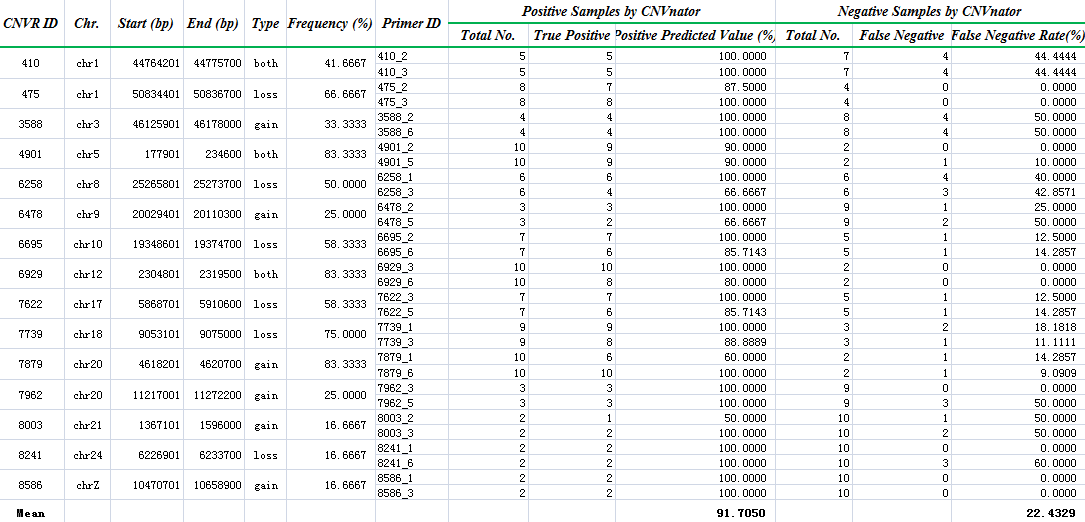 Positive Samples by CNVnator Negative Samples by CNVnator
CNVR ID Chr. Start (bp) End (bp) Type Frequency (%) Primer ID Total No. True Positive Positive Predicted Value (%) Total No. False Negative False Negative Rate(%)
410 chr1 44764201 44775700 both 41.6667 410_2 5 5 100.0000 7 4 44.4444
410_3 5 5 100.0000 7 4 44.4444
475 chr1 50834401 50836700 loss 66.6667 475_2 8 7 87.5000 4 0 0.0000
475_3 8 8 100.0000 4 0 0.0000
3588 chr3 46125901 46178000 gain 33.3333 3588_2 4 4 100.0000 8 4 50.0000
3588_6 4 4 100.0000 8 4 50.0000
4901 chr5 177901 234600 both 83.3333 4901_2 10 9 90.0000 2 0 0.0000
4901_5 10 9 90.0000 2 1 10.0000
6258 chr8 25265801 25273700 loss 50.0000 6258_1 6 6 100.0000 6 4 40.0000
6258_3 6 4 66.6667 6 3 42.8571
6478 chr9 20029401 20110300 gain 25.0000 6478_2 3 3 100.0000 9 1 25.0000
6478_5 3 2 66.6667 9 2 50.0000
6695 chr10 19348601 19374700 loss 58.3333 6695_2 7 7 100.0000 5 1 12.5000
6695_6 7 6 85.7143 5 1 14.2857
6929 chr12 2304801 2319500 both 83.3333 6929_3 10 10 100.0000 2 0 0.0000
6929_6 10 8 80.0000 2 0 0.0000
7622 chr17 5868701 5910600 loss 58.3333 7622_3 7 7 100.0000 5 1 12.5000
7622_5 7 6 85.7143 5 1 14.2857
7739 chr18 9053101 9075000 loss 75.0000 7739_1 9 9 100.0000 3 2 18.1818
7739_3 9 8 88.8889 3 1 11.1111
7879 chr20 4618201 4620700 gain 83.3333 7879_1 10 6 60.0000 2 1 14.2857
7879_6 10 10 100.0000 2 1 9.0909
7962 chr20 11217001 11272200 gain 25.0000 7962_3 3 3 100.0000 9 0 0.0000
7962_5 3 3 100.0000 9 3 50.0000
8003 chr21 1367101 1596000 gain 16.6667 8003_2 2 1 50.0000 10 1 50.0000
8003_3 2 2 100.0000 10 2 50.0000
8241 chr24 6226901 6233700 loss 16.6667 8241_1 2 2 100.0000 10 0 0.0000
8241_6 2 2 100.0000 10 3 60.0000
8586 chrZ 10470701 10658900 gain 16.6667 8586_1 2 2 100.0000 10 0 0.0000
8586_3 2 2 100.0000 10 0 0.0000
Mean 91.7050 22.4329